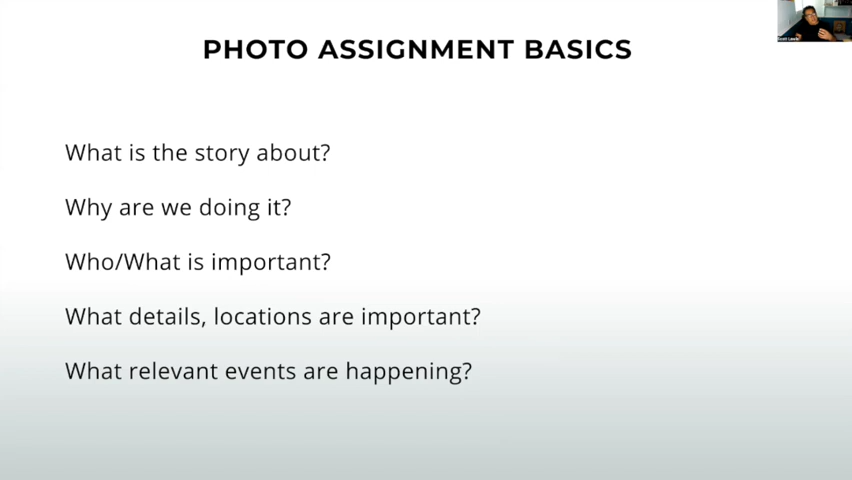 PHOTO ASSIGNMENT BASICS
What is the story about?
Why are we doing it?
Who/What is important?
What details, locations are important?
What relevant events are happening?